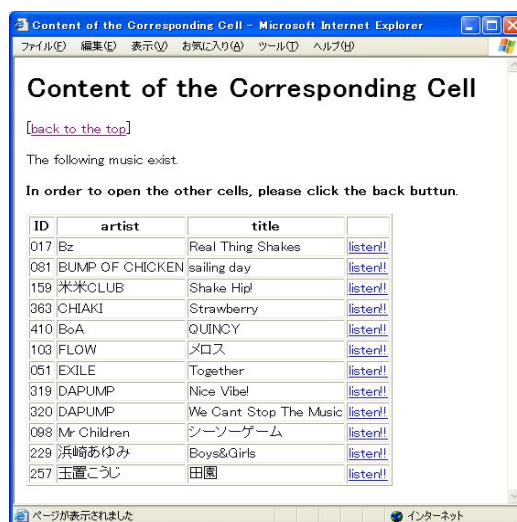 Content of the Corresponding Cell - Microsoft Internet Explorer
ファイル(F) 編集(E) 表示(V) お気に入り(A) ツール(T) ヘルプ(H)
Content of the Corresponding Cell
[back to the top]
The following music exist.
In order to open the other cells, please click the back buttun.
ID artist title
017 Bz Real Thing Shakes listen!!
081 BUMP OF CHICKEN sailing day listen!!
159 米米CLUB Shake Hip! listen!!
363 CHIAKI Strawberry listen!!
410 BoA QUINCY listen!!
103 FLOW メロス listen!!
051 EXILE Together listen!!
319 DAPUMP Nice Vibe! listen!!
320 DAPUMP We Cant Stop The Music listen!!
098 Mr Children シーソーゲーム listen!!
229 浜崎あゆみ Boys&Girls listen!!
257 玉置こうじ 田園 listen!!
ページが表示されました インターネット